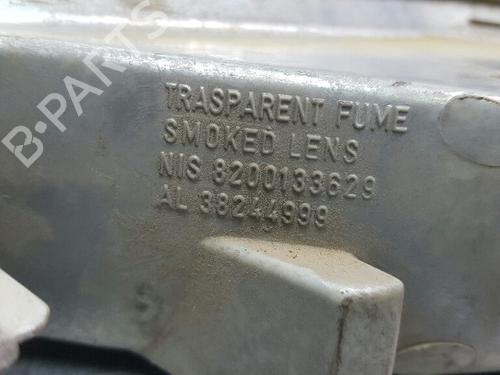 B-PARTS
TRASPARENT FUME
SMOKED LENS
NIS 8200133629
AL 38244999